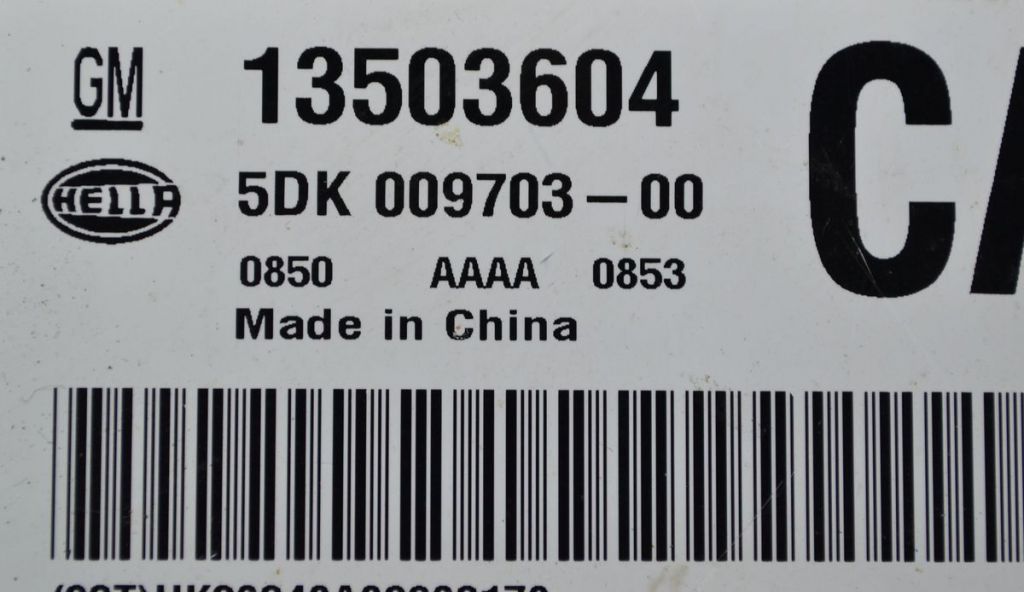 GM 13503604
HELLA 5DK 009703-00
0850 AAAA 0853
Made in China